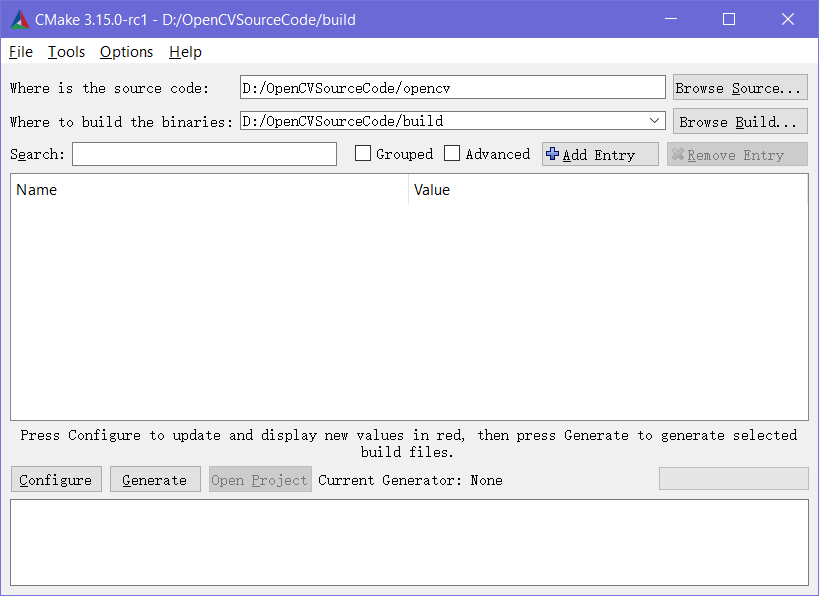 CMake 3.15.0-rc1 - D:/OpenCVSourceCode/build
File Tools Options Help
Where is the source code: D:/OpenCVSourceCode/opencv Browse Source...
Where to build the binaries: D:/OpenCVSourceCode/build Browse Build...
Search: Grouped Advanced Add Entry Remove Entry
Name Value
Press Configure to update and display new values in red, then press Generate to generate selected
build files.
Configure Generate Open Project Current Generator: None